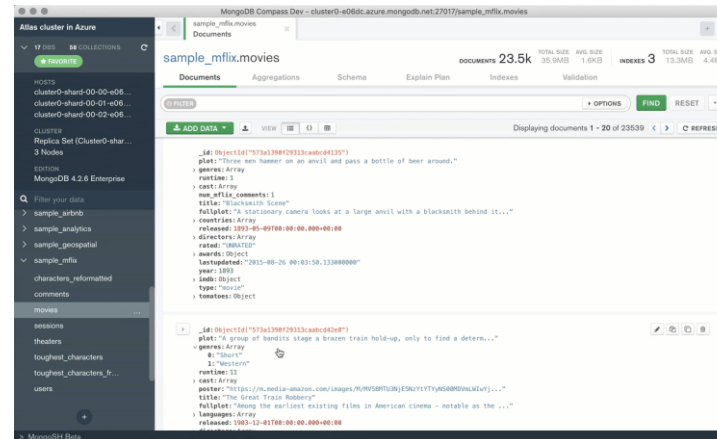 MongoDB Compass Dev - cluster0-e06dc.azure.mongodb.net:27017/sample_mflix.movies
Atlas cluster in Azure
17 DBS 58 COLLECTIONS
FAVORITE
HOSTS
cluster0-shard-00-00-e06...
cluster0-shard-00-01-e06...
cluster0-shard-00-02-e06...
CLUSTER
Replica Set (Cluster0-shar...
3 Nodes
EDITION
MongoDB 4.2.6 Enterprise
Filter your data
sample_airbnb
sample_analytics
sample_geospatial
sample_mflix
characters_reformatted
comments
movies ...
sessions
theaters
toughest_characters
toughest_characters_fr...
users
> MongoSH Beta
sample_mflix.movies
Documents
sample_mflix.movies
DOCUMENTS 23.5k TOTAL SIZE 35.9MB AVG. SIZE 1.6KB INDEXES 3 TOTAL SIZE 13.3MB AVG. S 4.4M
Documents Aggregations Schema Explain Plan Indexes Validation
FILTER OPTIONS FIND RESET
ADD DATA VIEW Displaying documents 1 - 20 of 23539 < > REFRES
_id: ObjectId("573a1390f29313caabcd4135")
plot: "Three men hammer on an anvil and pass a bottle of beer around."
> genres: Array
runtime: 1
> cast: Array
num_mflix_comments: 1
title: "Blacksmith Scene"
fullplot: "A stationary camera looks at a large anvil with a blacksmith behind it..."
> countries: Array
released: 1893-05-09T00:00:00.000+00:00
> directors: Array
rated: "UNRATED"
> awards: Object
lastupdated: "2015-08-26 00:03:50.133000000"
year: 1893
> imdb: Object
type: "movie"
> tomatoes: Object
_id: ObjectId("573a1390f29313caabcd42e8")
plot: "A group of bandits stage a brazen train hold-up, only to find a determ..."
genres: Array
0: "Short"
1: "Western"
runtime: 11
> cast: Array
title: "The Great Train Robbery"
fullplot: "Among the earliest existing films in American cinema - notable as the ..."
> languages: Array
released: 1903-12-01T00:00:00.000+00:00